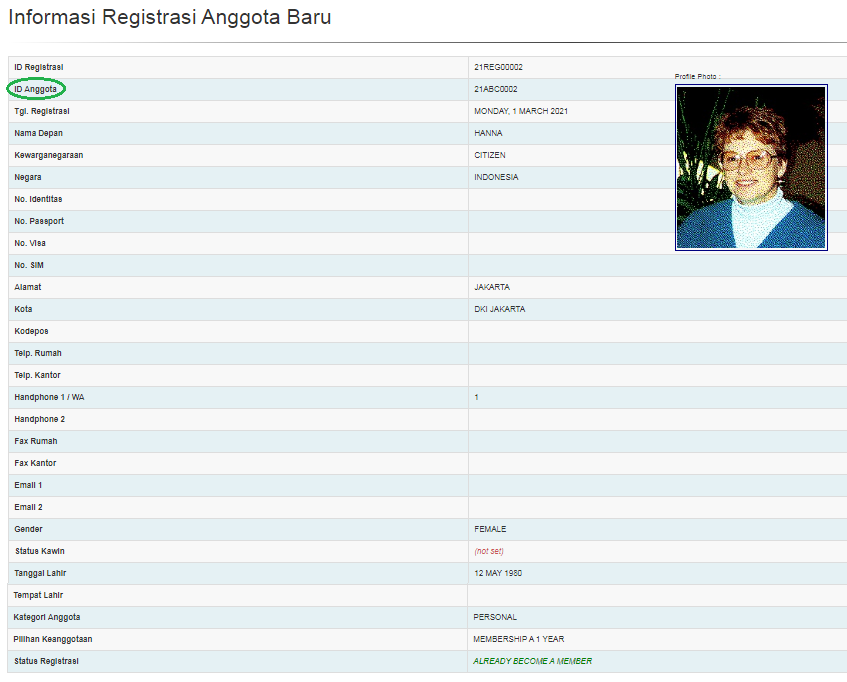 Informasi Registrasi Anggota Baru
ID Registrasi 21REG00002
Profile Photo :
ID Anggota 21ABC0002
Tgl. Registrasi MONDAY, 1 MARCH 2021
Nama Depan HANNA
Kewarganegaraan CITIZEN
Negara INDONESIA
No. Identitas
No. Passport
No. Visa
No. SIM
Alamat JAKARTA
Kota DKI JAKARTA
Kodepos
Telp. Rumah
Telp. Kantor
Handphone 1 / WA 1
Handphone 2
Fax Rumah
Fax Kantor
Email 1
Email 2
Gender FEMALE
Status Kawin (not set)
Tanggal Lahir 12 MAY 1960
Tempat Lahir
Kategori Anggota PERSONAL
Pilihan Keanggotaan MEMBERSHIP A 1 YEAR
Status Registrasi ALREADY BECOME A MEMBER